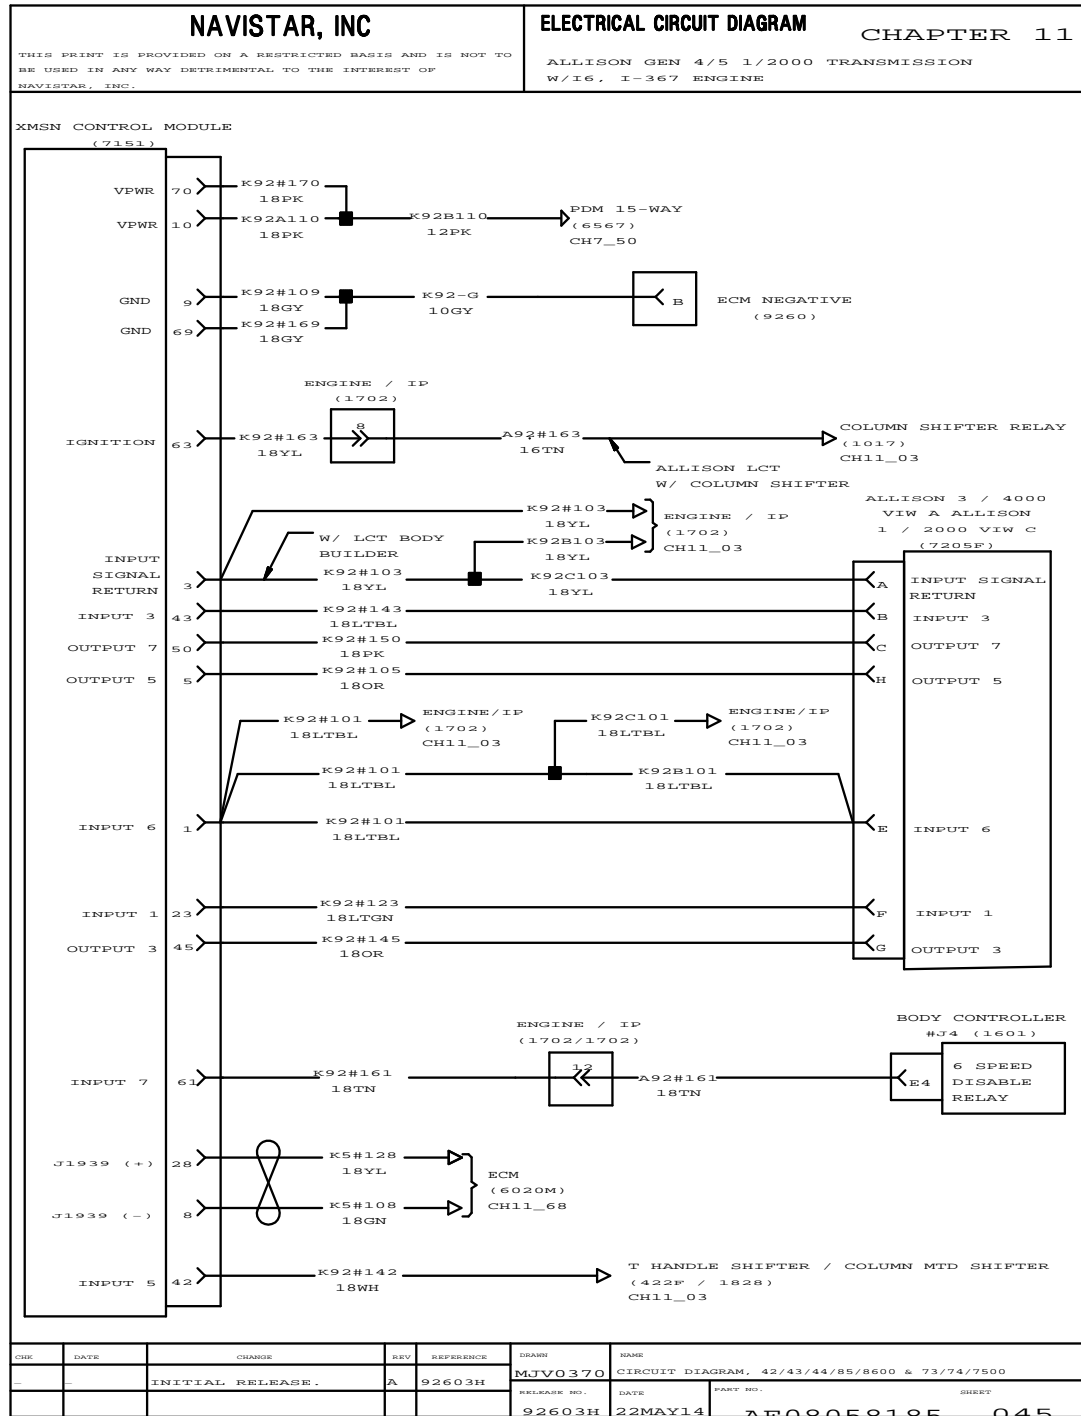 NAVISTAR, INC
THIS PRINT IS PROVIDED ON A RESTRICTED BASIS AND IS NOT TO
BE USED IN ANY WAY DETRIMENTAL TO THE INTEREST OF
NAVISTAR, INC.
ELECTRICAL CIRCUIT DIAGRAM
CHAPTER 11
ALLISON GEN 4/5 1/2000 TRANSMISSION
W/I6, I-367 ENGINE
XMSN CONTROL MODULE
(7151)
VPWR 70 K92#170
18PK
VPWR 10 K92A110
18PK
K92B110
12PK
PDM 15-WAY
(6567)
CH7_50
GND 9 K92#109
18GY
GND 69 K92#169
18GY
K92-G
10GY
B
ECM NEGATIVE
(9260)
ENGINE / IP
(1702)
8
IGNITION 63 K92#163
18YL
A92#163
16TN
COLUMN SHIFTER RELAY
(1017)
CH11_03
ALLISON LCT
W/ COLUMN SHIFTER
K92#103
18YL
K92B103
18YL
ENGINE / IP
(1702)
CH11_03
W/ LCT BODY
BUILDER
ALLISON 3 / 4000
VIW A ALLISON
1 / 2000 VIW C
(7205F)
INPUT
SIGNAL
RETURN
3 K92#103
18YL
K92C103
18YL
A INPUT SIGNAL
RETURN
INPUT 3 43 K92#143
18LTBL
B INPUT 3
OUTPUT 7 50 K92#150
18PK
C OUTPUT 7
OUTPUT 5 5 K92#105
18OR
H OUTPUT 5
K92#101
18LTBL
ENGINE/IP
(1702)
CH11_03
K92C101
18LTBL
ENGINE/IP
(1702)
CH11_03
K92#101
18LTBL
K92B101
18LTBL
INPUT 6 1 K92#101
18LTBL
E INPUT 6
INPUT 1 23 K92#123
18LTGN
F INPUT 1
OUTPUT 3 45 K92#145
18OR
G OUTPUT 3
ENGINE / IP
(1702/1702)
12
BODY CONTROLLER
#J4 (1601)
INPUT 7 61 K92#161
18TN
A92#161
18TN
E4
6 SPEED
DISABLE
RELAY
J1939 (+) 28 K5#128
18YL
J1939 (-) 8 K5#108
18GN
ECM
(6020M)
CH11_68
INPUT 5 42 K92#142
18WH
T HANDLE SHIFTER / COLUMN MTD SHIFTER
(422F / 1828)
CH11_03
CHK DATE CHANGE REV REFERENCE
- - INITIAL RELEASE. A 92603H
DRAWN
MJV0370
NAME
CIRCUIT DIAGRAM, 42/43/44/85/8600 & 73/74/7500
RELEASE NO.
92603H
DATE
22MAY14
PART NO.
AF08058185
SHEET
045